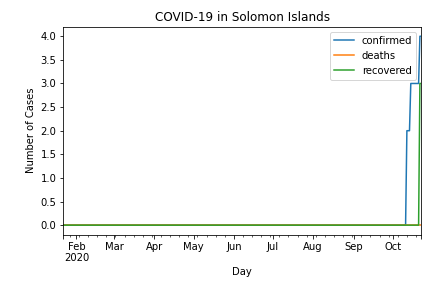 COVID-19 in Solomon Islands
confirmed
deaths
recovered
Number of Cases
4.0
3.5
3.0
2.5
2.0
1.5
1.0
0.5
0.0
Feb Mar Apr May Jun Jul Aug Sep Oct
2020
Day